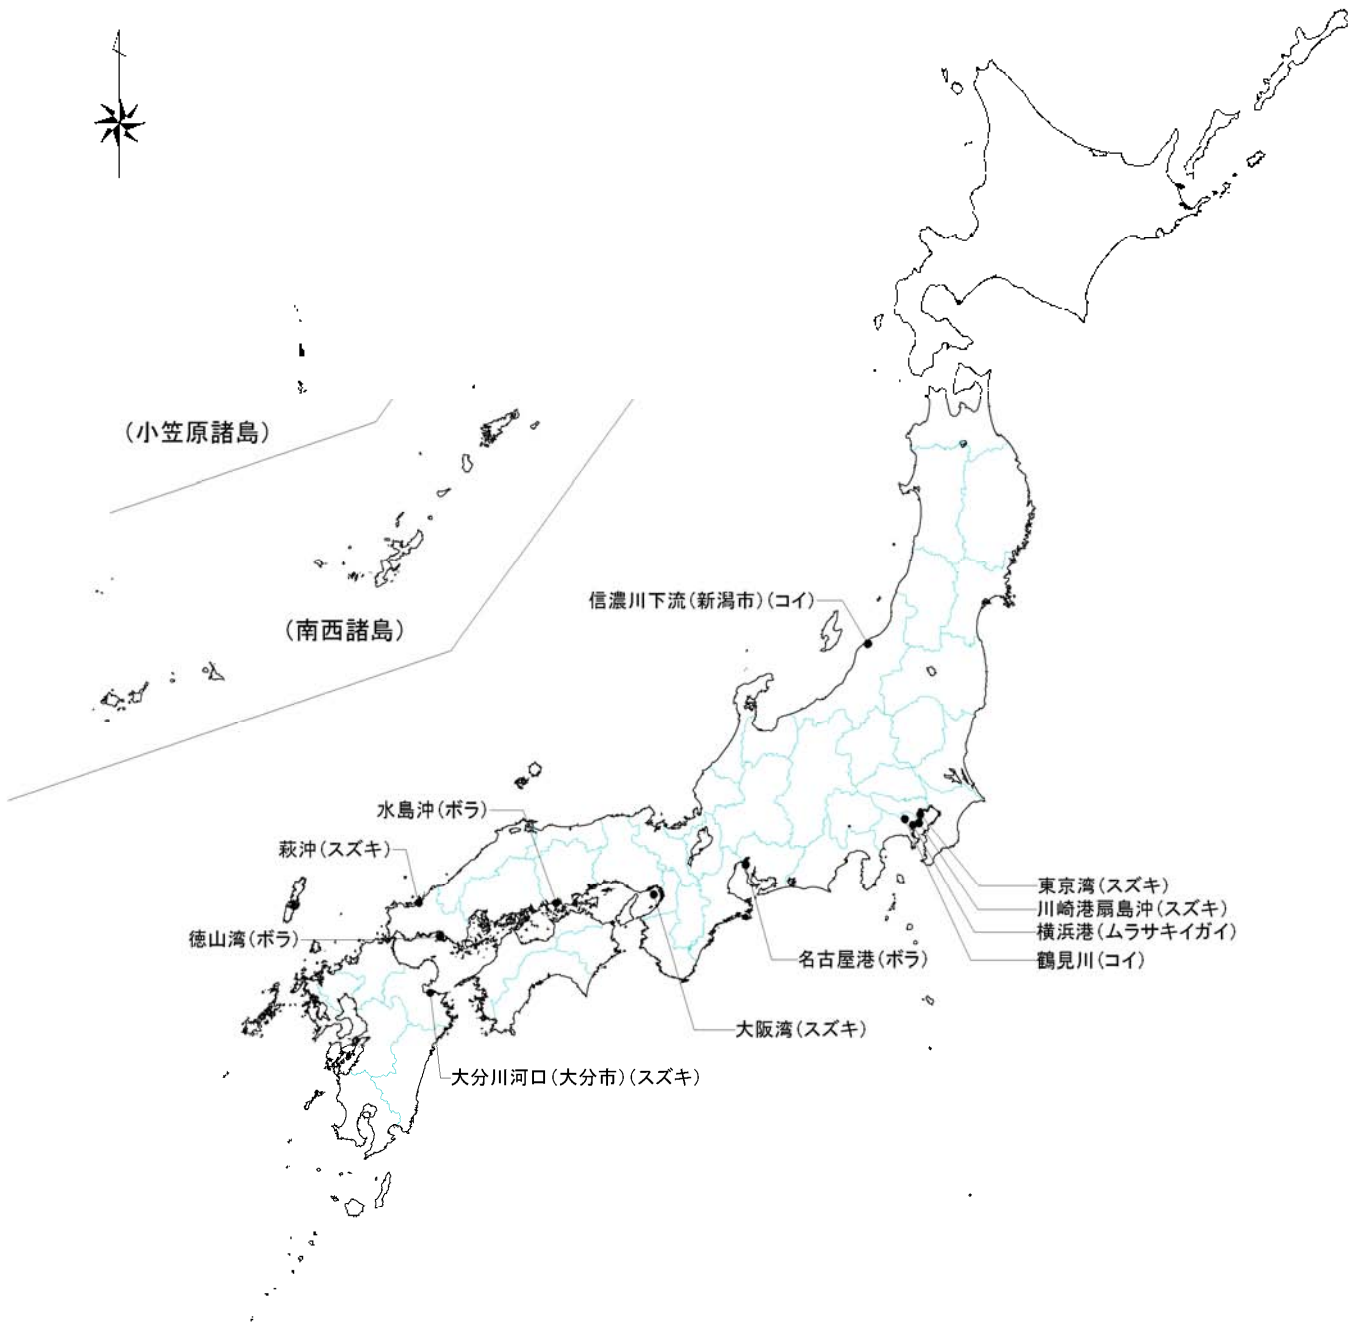 (小笠原諸島)
(南西諸島)
信濃川下流(新潟市)(コイ)
水島沖(ボラ)
萩沖(スズキ)
東京湾(スズキ)
川崎港扇島沖(スズキ)
横浜港(ムラサキイガイ)
徳山湾(ボラ)
名古屋港(ボラ)
鶴見川(コイ)
大阪湾(スズキ)
大分川河口(大分市)(スズキ)